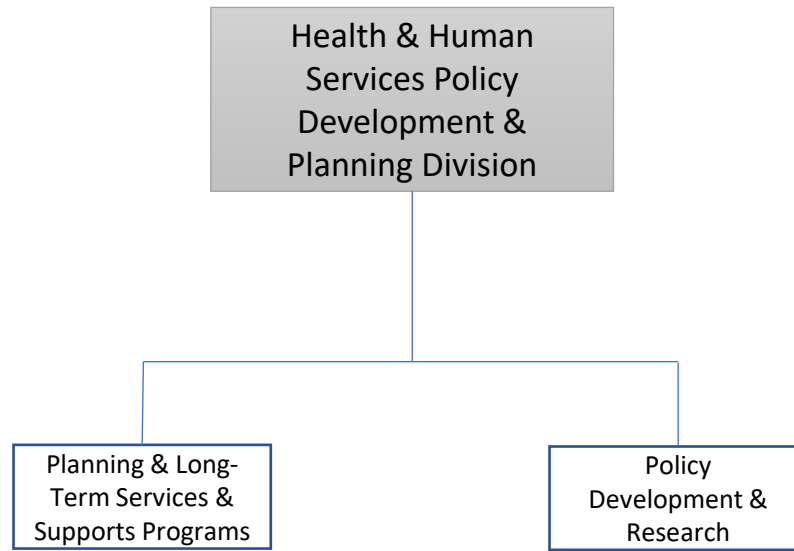 Health & Human
Services Policy
Development &
Planning Division
Planning & Long-
Term Services &
Supports Programs
Policy
Development &
Research